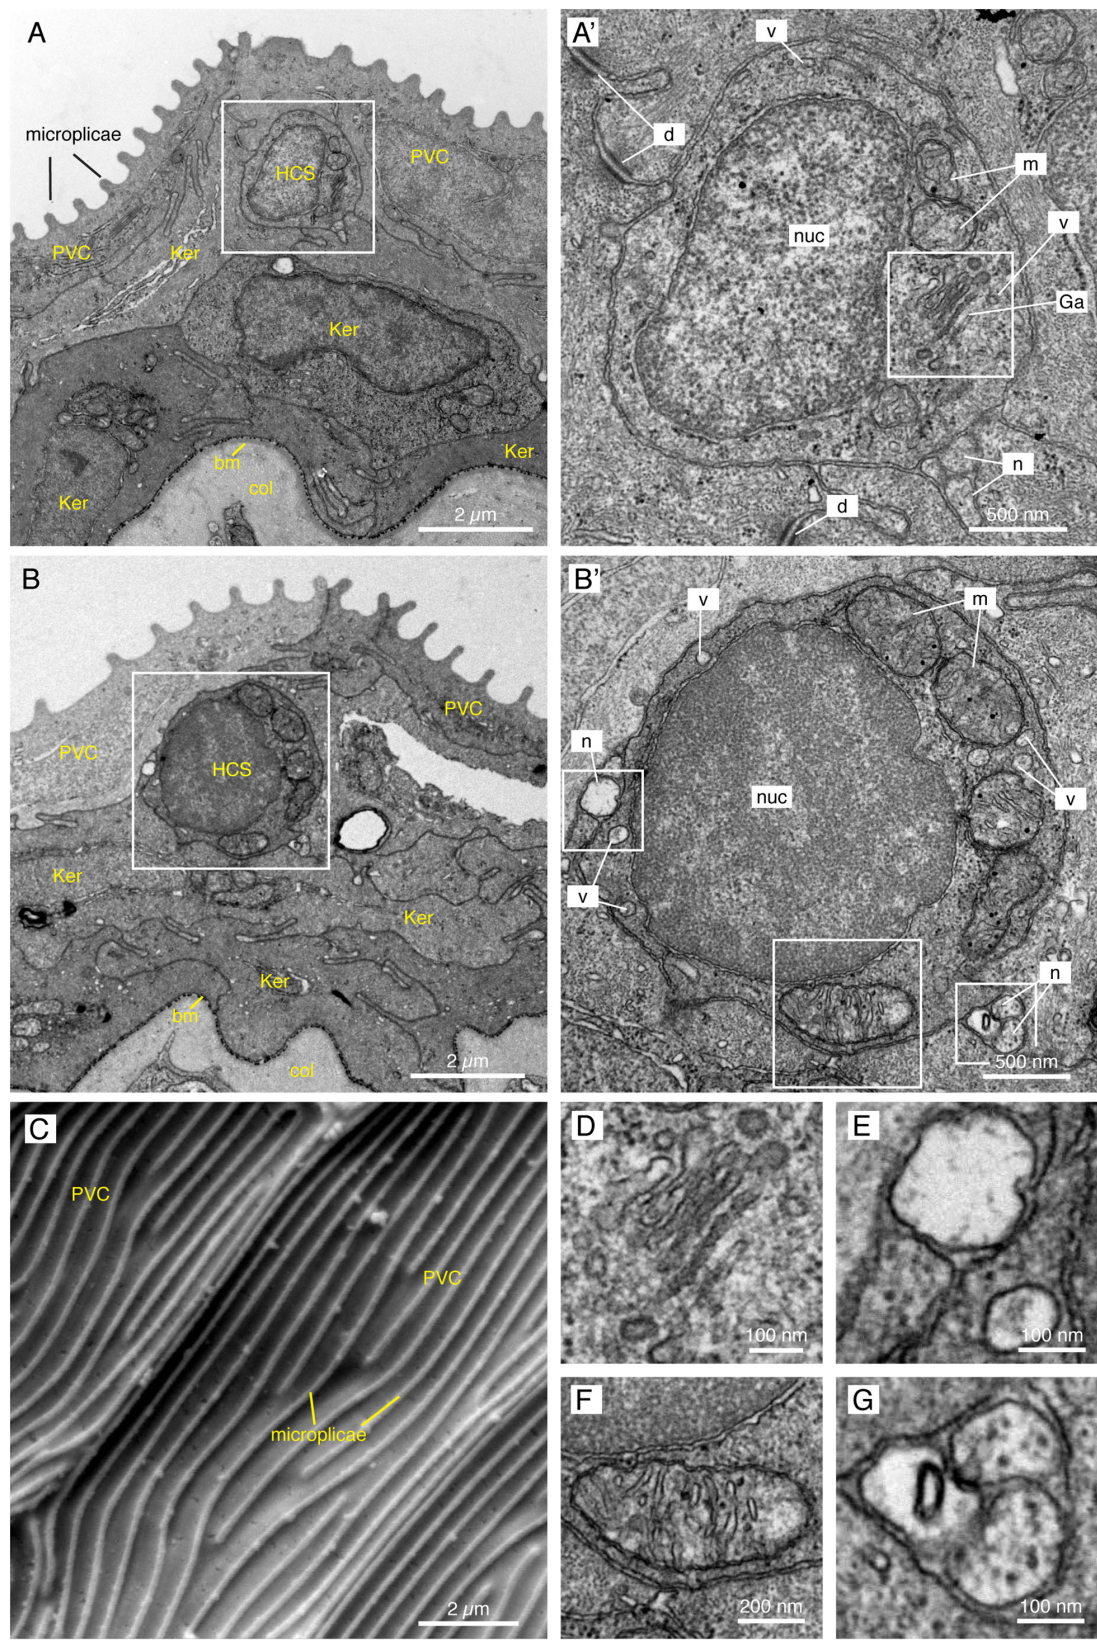 A
microplicae
HCS
PVC
PVC
Ker
Ker
Ker
bm
col
Ker
2 µm
A’
v
d
m
nuc
v
Ga
n
d
500 nm
B
HCS
PVC
PVC
Ker
Ker
Ker
bm
col
2 µm
B’
v
m
n
nuc
v
v
n
500 nm
C
PVC
PVC
microplicae
2 µm
D
100 nm
E
100 nm
F
200 nm
G
100 nm